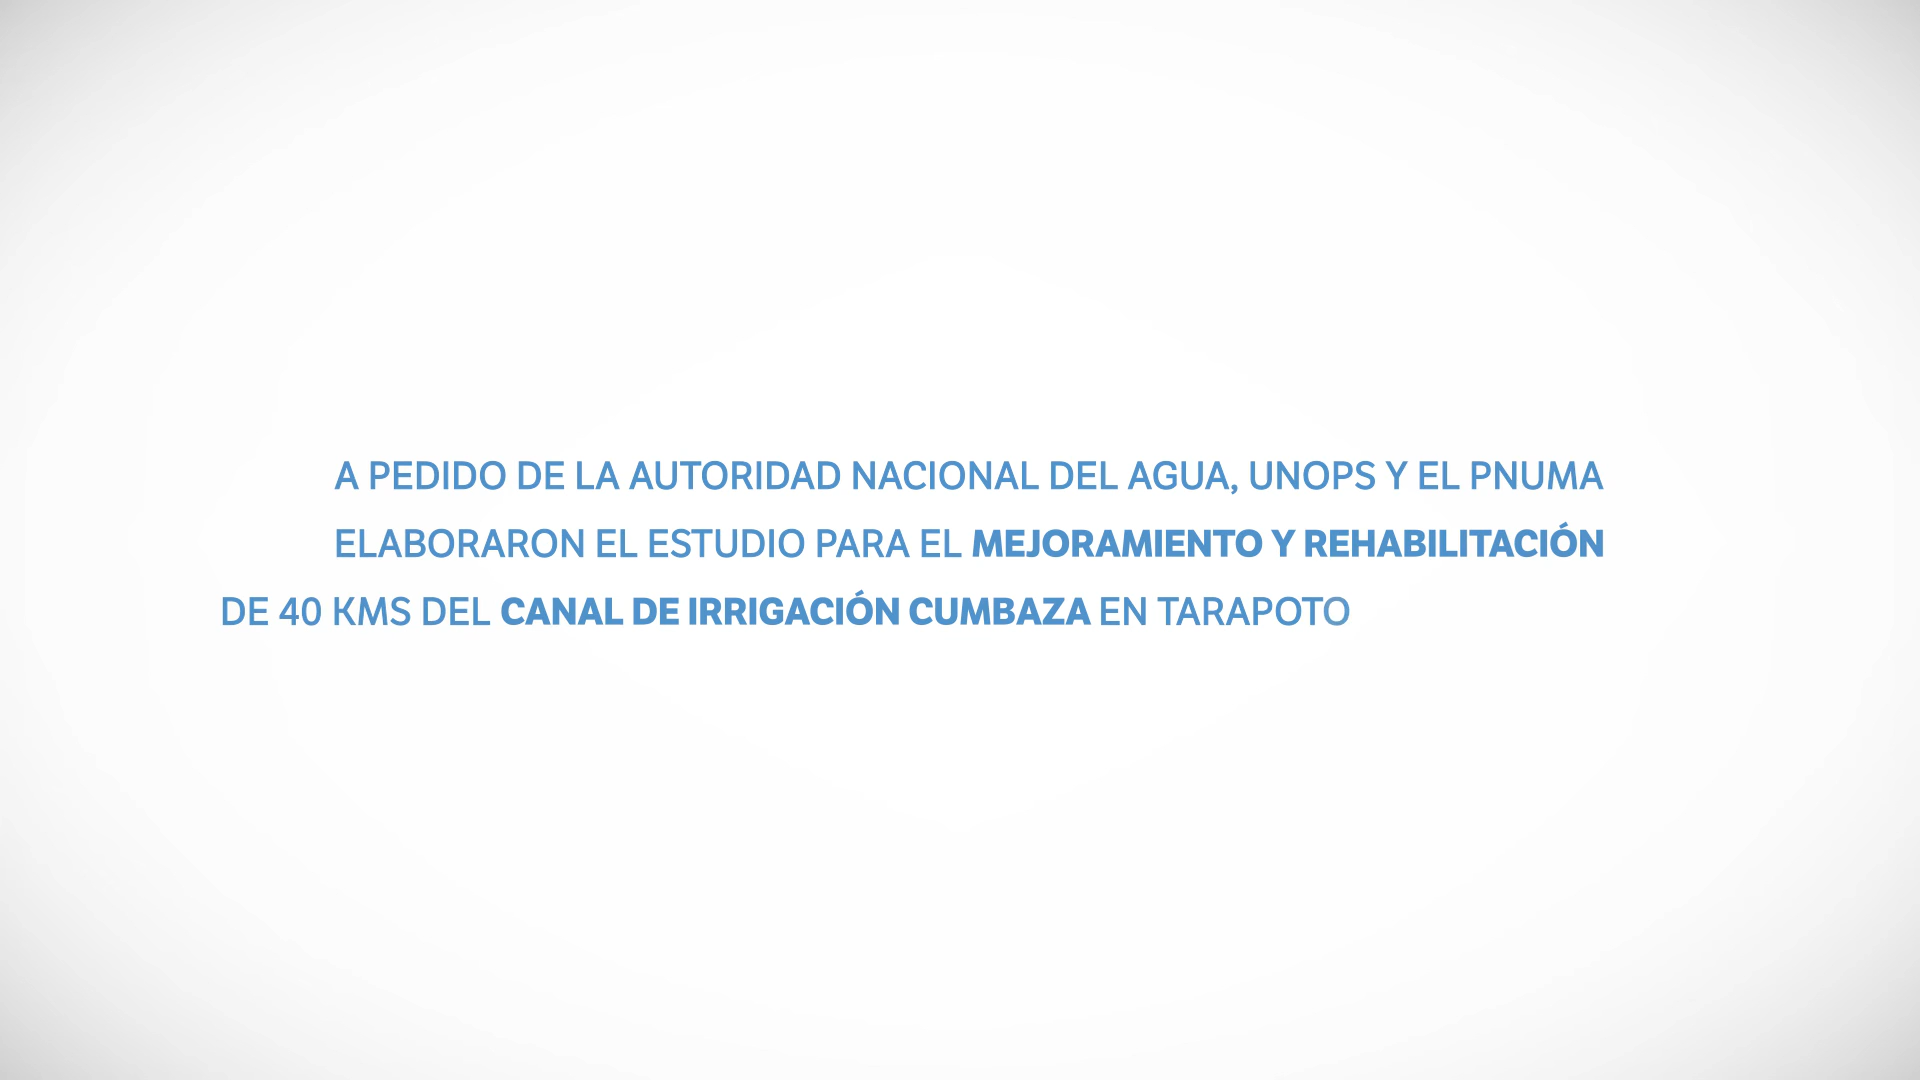 A PEDIDO DE LA AUTORIDAD NACIONAL DEL AGUA, UNOPS Y EL PNUMA
ELABORARON EL ESTUDIO PARA EL MEJORAMIENTO Y REHABILITACIÓN
DE 40 KMS DEL CANAL DE IRRIGACIÓN CUMBAZA EN TARAPOTO